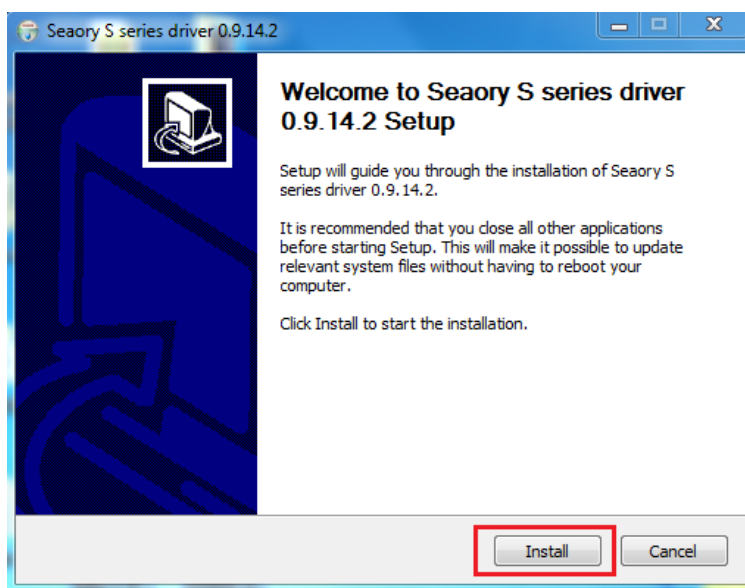 Seaory S series driver 0.9.14.2
Welcome to Seaory S series driver
0.9.14.2 Setup
Setup will guide you through the installation of Seaory S
series driver 0.9.14.2.
It is recommended that you close all other applications
before starting Setup. This will make it possible to update
relevant system files without having to reboot your
computer.
Click Install to start the installation.
Install
Cancel